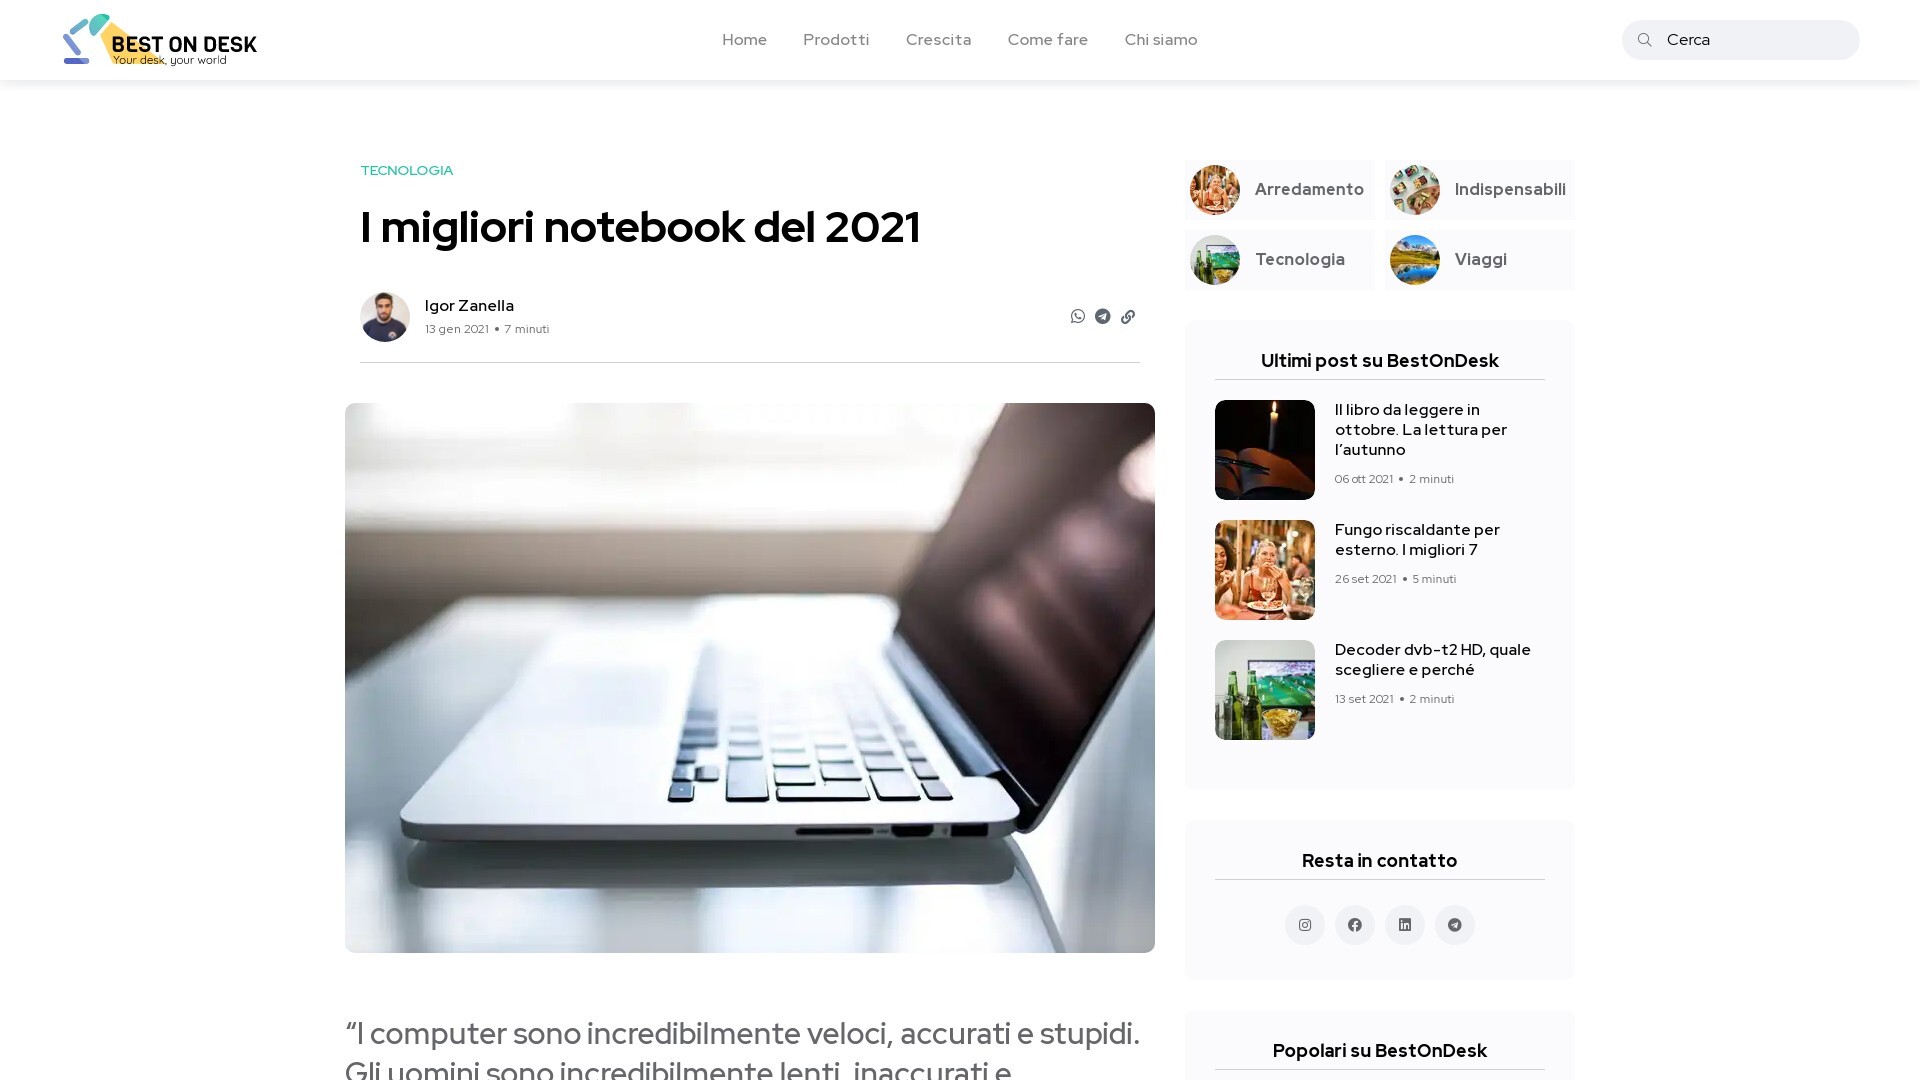 BEST ON DESK
Your desk, your world
Home
Prodotti
Crescita
Come fare
Chi siamo
Cerca
TECNOLOGIA
I migliori notebook del 2021
Igor Zanella
13 gen 2021 • 7 minuti
“I computer sono incredibilmente veloci, accurati e stupidi.
Gli uomini sono incredibilmente lenti, inaccurati e
Arredamento
Indispensabili
Tecnologia
Viaggi
Ultimi post su BestOnDesk
Il libro da leggere in
ottobre. La lettura per
l’autunno
06 ott 2021 • 2 minuti
Fungo riscaldante per
esterno. I migliori 7
26 set 2021 • 5 minuti
Decoder dvb-t2 HD, quale
scegliere e perché
13 set 2021 • 2 minuti
Resta in contatto
Popolari su BestOnDesk